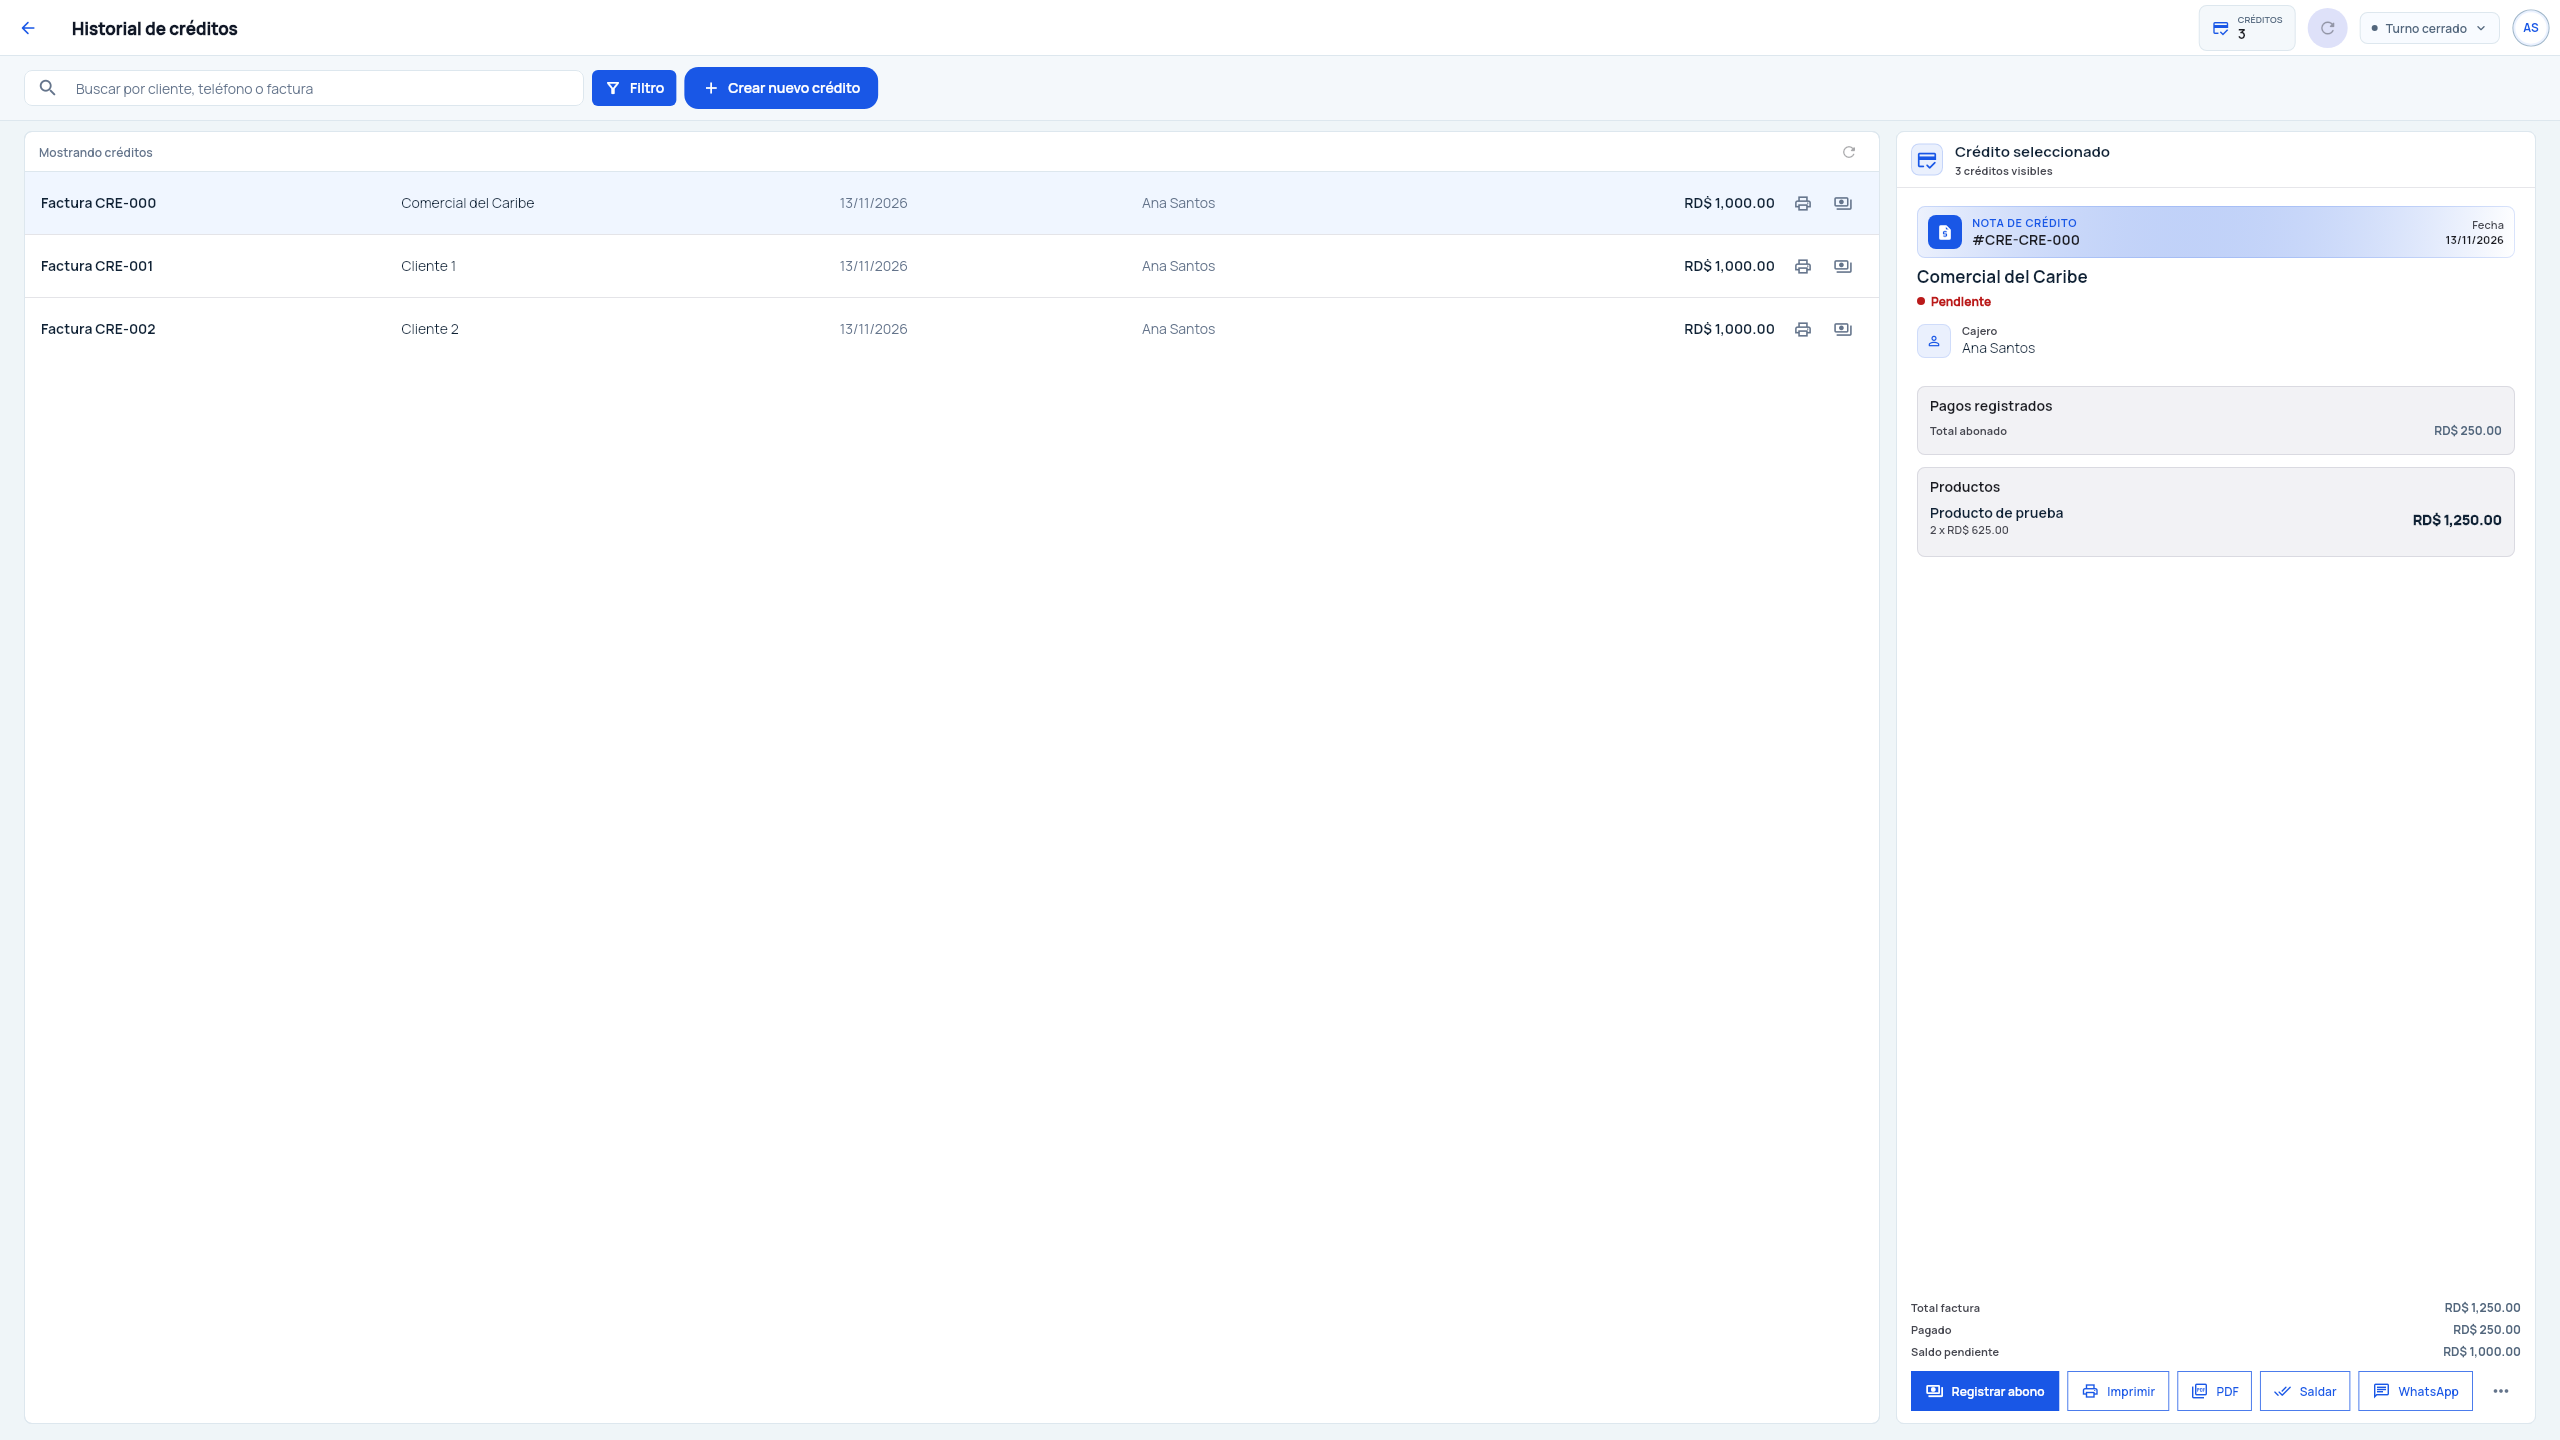 Historial de créditos
CRÉDITOS
3
Turno cerrado
AS
Buscar por cliente, teléfono o factura
Filtro
Crear nuevo crédito
Mostrando créditos
Factura CRE-000 Comercial del Caribe 13/11/2026 Ana Santos RD$ 1,000.00
Factura CRE-001 Cliente 1 13/11/2026 Ana Santos RD$ 1,000.00
Factura CRE-002 Cliente 2 13/11/2026 Ana Santos RD$ 1,000.00
Crédito seleccionado
3 créditos visibles
NOTA DE CRÉDITO
#CRE-CRE-000
Fecha
13/11/2026
Comercial del Caribe
Pendiente
Cajero
Ana Santos
Pagos registrados
Total abonado RD$ 250.00
Productos
Producto de prueba
2 x RD$ 625.00
RD$ 1,250.00
Total factura RD$ 1,250.00
Pagado RD$ 250.00
Saldo pendiente RD$ 1,000.00
Registrar abono
Imprimir
PDF
Saldar
WhatsApp